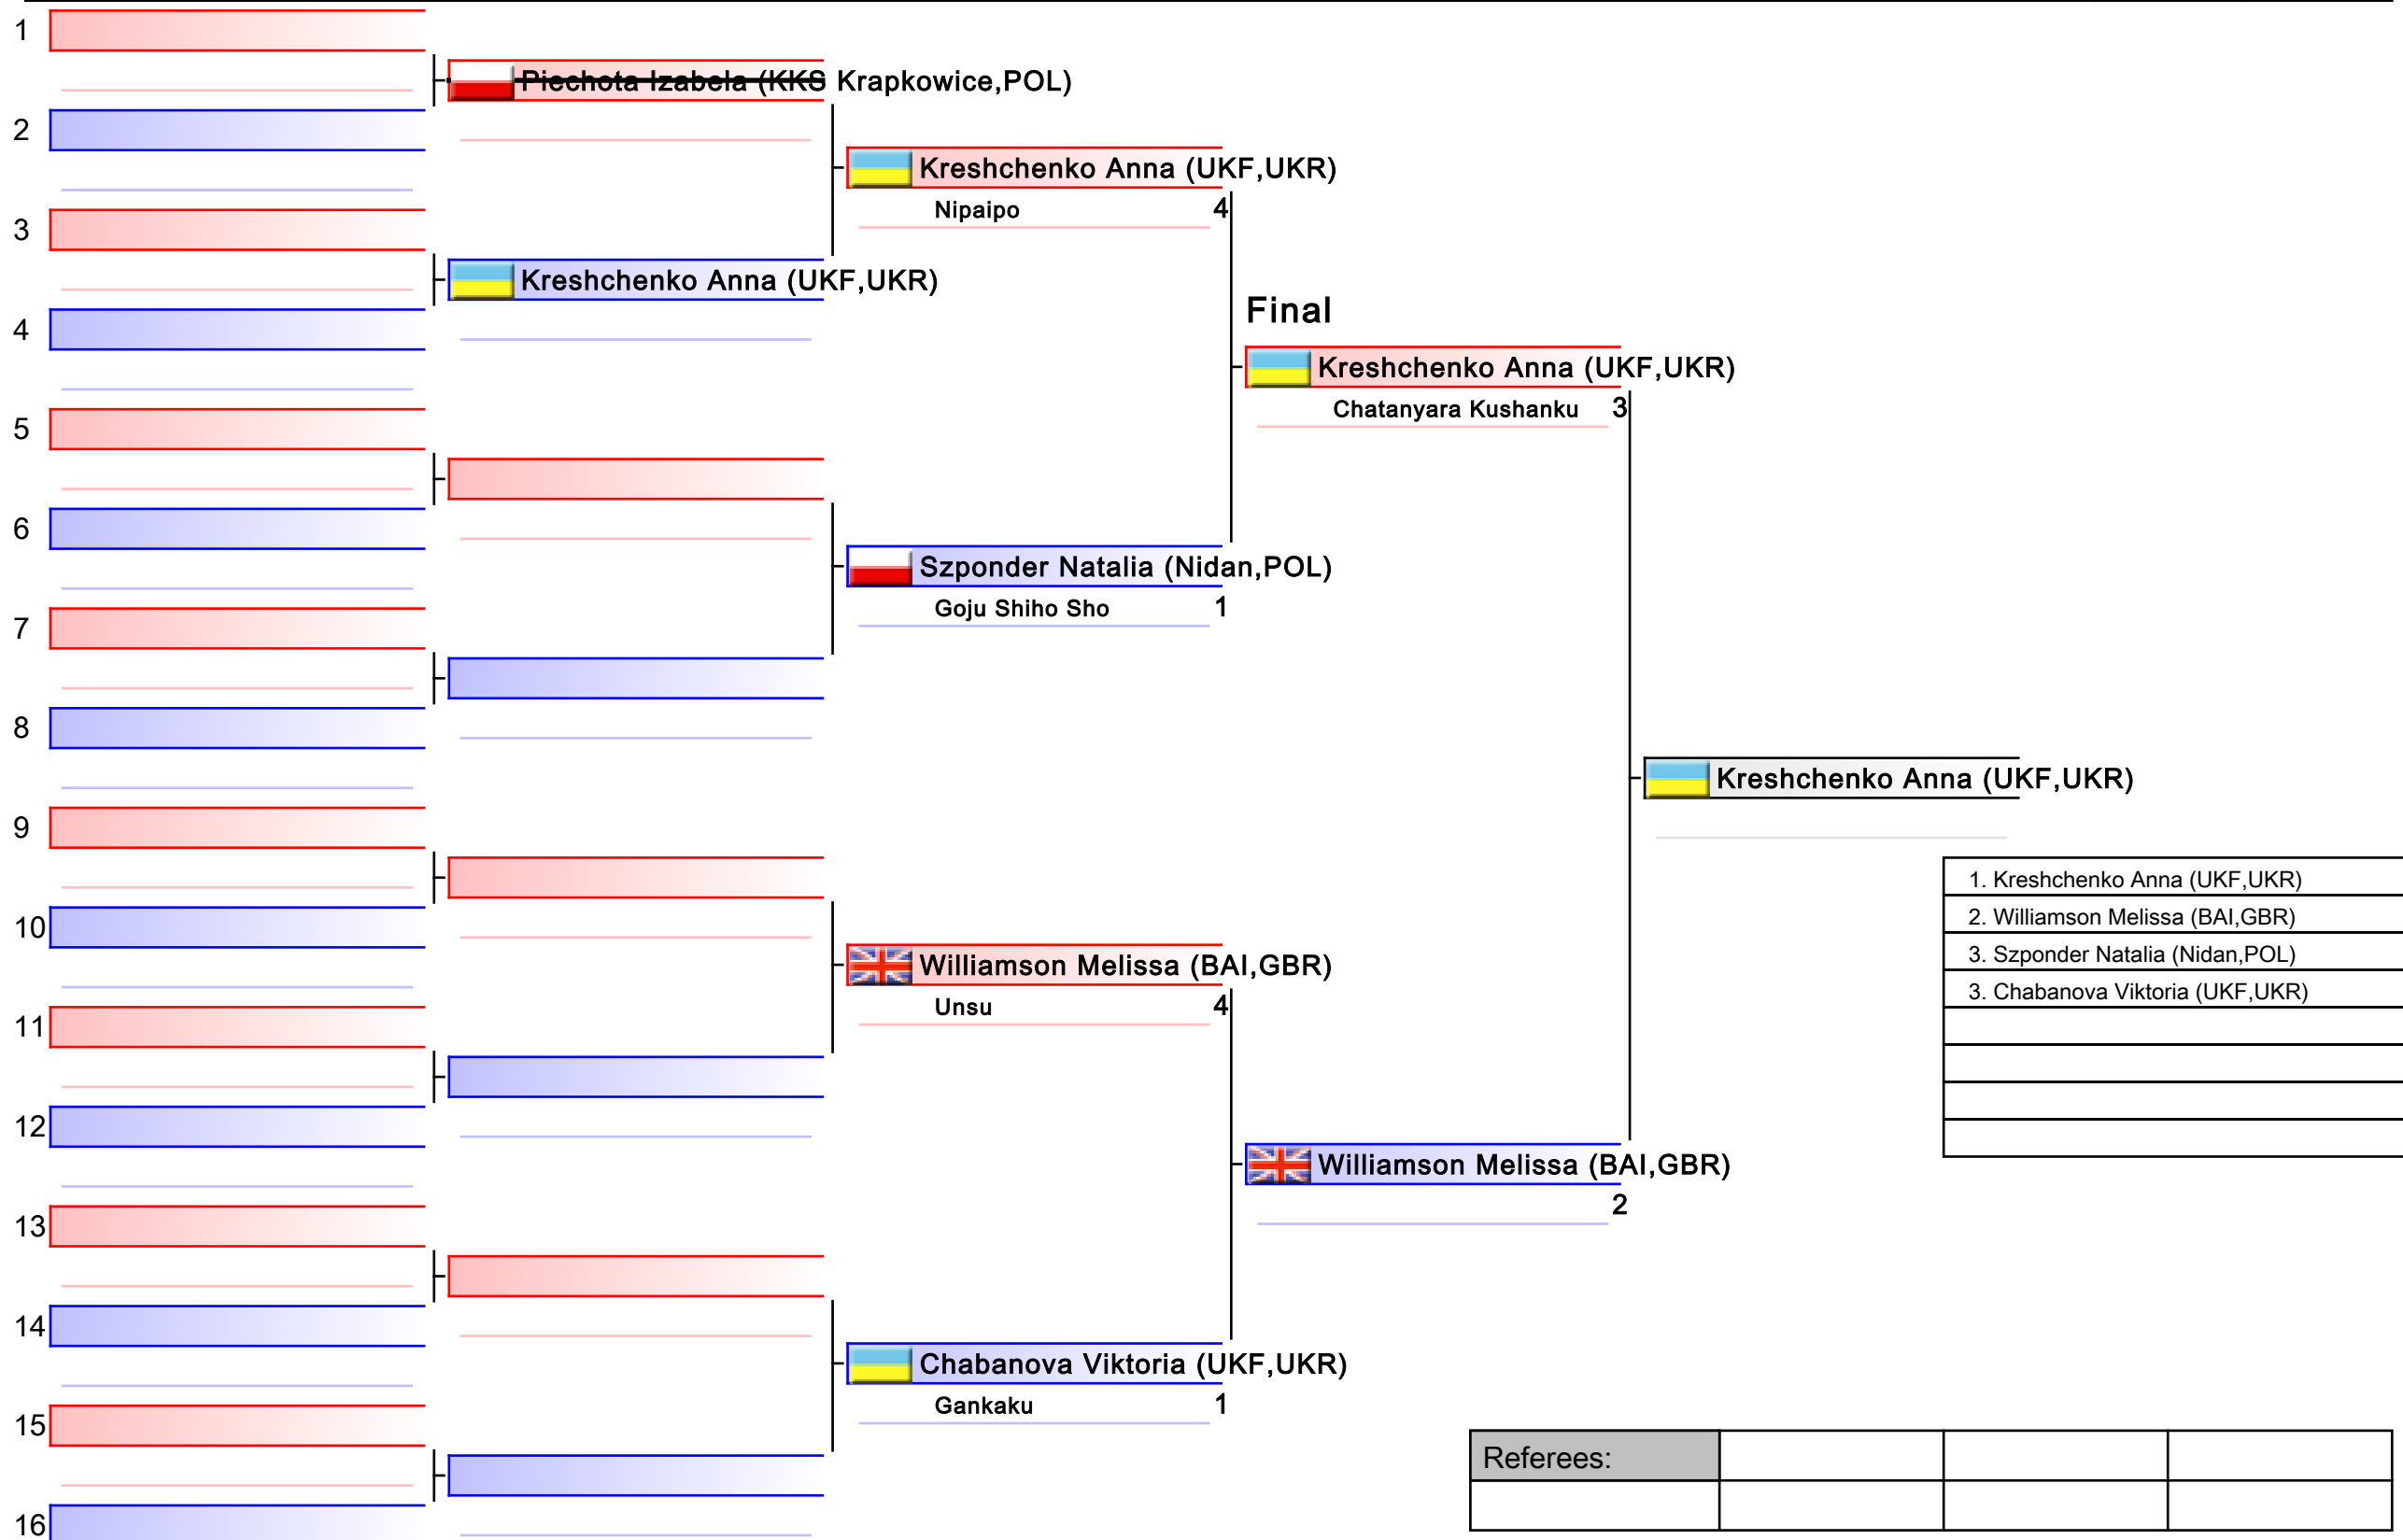 1
Piechota Izabela (KKS Krapkowice,POL)
2
Kreshchenko Anna (UKF,UKR)
Nipaipo 4
3
Kreshchenko Anna (UKF,UKR)
Final
4
Kreshchenko Anna (UKF,UKR)
Chatanyara Kushanku 3
5
6
Szponder Natalia (Nidan,POL)
Goju Shiho Sho 1
7
8
Kreshchenko Anna (UKF,UKR)
9
1. Kreshchenko Anna (UKF,UKR)
2. Williamson Melissa (BAI,GBR)
3. Szponder Natalia (Nidan,POL)
3. Chabanova Viktoria (UKF,UKR)
10
Williamson Melissa (BAI,GBR)
Unsu 4
11
12
Williamson Melissa (BAI,GBR)
2
13
14
Chabanova Viktoria (UKF,UKR)
Gankaku 1
15
Referees:
16